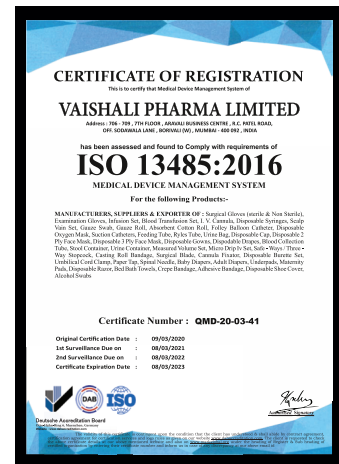 CERTIFICATE OF REGISTRATION
This is to certify that Medical Device Management System of
VAISHALI PHARMA LIMITED
Address : 706 - 709 , 7TH FLOOR , ARAVALI BUSINESS CENTRE , R.C. PATEL ROAD,
OFF. SODAWALA LANE , BORIVALI (W) , MUMBAI - 400 092 , INDIA
has been assessed and found to Comply with requirements of
ISO 13485:2016
MEDICAL DEVICE MANAGEMENT SYSTEM
For the following Products:-
MANUFACTURERS, SUPPLIERS & EXPORTER OF : Surgical Gloves (sterile & Non Sterile),
Examination Gloves, Infusion Set, Blood Transfusion Set, I. V. Cannula, Disposable Syringes, Scalp
Vain Set, Gauze Swab, Gauze Roll, Absorbent Cotton Roll, Folley Balloon Catheter, Disposable
Oxygen Mask, Suction Catheters, Feeding Tube, Ryles Tube, Urine Bag, Disposable Cap, Disposable 2
Ply Face Mask, Disposable 3 Ply Face Mask, Disposable Gowns, Dispodable Drapes, Blood Collection
Tube, Stool Container, Urine Container, Measured Volume Set, Micro Drip Iv Set, Safe - Ways / Three -
Way Stopcock, Casting Roll Bandage, Surgical Blade, Cannula Fixator, Disposable Burette Set,
Umbilical Cord Clamp, Paper Tap, Spinal Needle, Baby Diapers, Adult Diapers, Underpads, Maternity
Pads, Disposable Razor, Bed Bath Towels, Crepe Bandage, Adhesive Bandage, Disposable Shoe Cover,
Alcohol Swabs
Certificate Number : QMD-20-03-41
Original Certification Date : 09/03/2020
1st Surveillance Due on : 08/03/2021
2nd Surveillance Due on : 08/03/2022
Certificate Expiration Date : 08/03/2023
DAB
ISO
Deutsche Accreditation Board
Authorised Signature